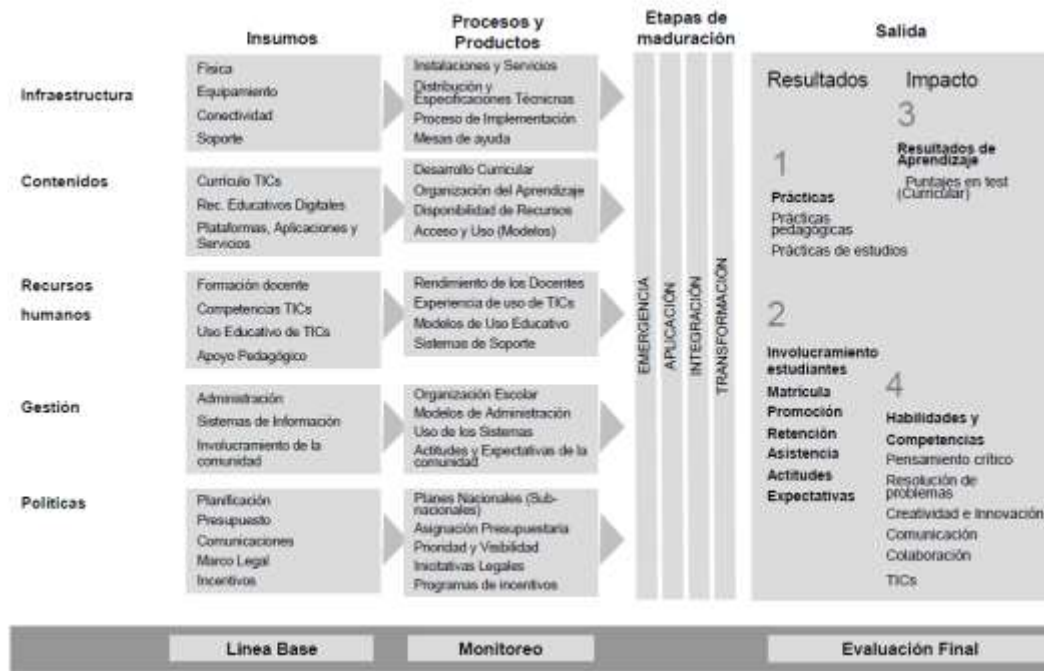 Insumos
Procesos y
Productos
Etapas de
maduración
Salida
Infraestructura
Física
Equipamiento
Conectividad
Soporte
Instalaciones y Servicios
Distribución y
Especificaciones Técnicnas
Proceso de Implementación
Mesas de ayuda
Contenidos
Currículo TICs
Rec. Educativos Digitales
Plataformas, Aplicaciones y
Servicios
Desarrollo Curricular
Organización del Aprendizaje
Disponibilidad de Recursos
Acceso y Uso (Modelos)
Recursos
humanos
Formación docente
Competencias TICs
Uso Educativo de TICs
Apoyo Pedagógico
Rendimiento de los Docentes
Experiencia de uso de TICs
Modelos de Uso Educativo
Sistemas de Soporte
Gestión
Administración
Sistemas de Información
Involucramiento de la
comunidad
Organización Escolar
Modelos de Administración
Uso de los Sistemas
Actitudes y Expectativas de la
comunidad
Políticas
Planificación
Presupuesto
Comunicaciones
Marco Legal
Incentivos
Planes Nacionales (Sub-
nacionales)
Asignación Presupuestaria
Prioridad y Visibilidad
Iniciativas Legales
Programas de incentivos
EMERGENCIA
APLICACIÓN
INTEGRACIÓN
TRANSFORMACIÓN
Resultados
Impacto
1
Prácticas
Prácticas
pedagógicas
Prácticas de estudios
2
Involucramiento
estudiantes
Matrícula
Promoción
Retención
Asistencia
Actitudes
Expectativas
3
Resultados de
Aprendizaje
Puntajes en test
(Curricular)
4
Habilidades y
Competencias
Pensamiento crítico
Resolución de
problemas
Creatividad e Innovación
Comunicación
Colaboración
TICs
Línea Base
Monitoreo
Evaluación Final